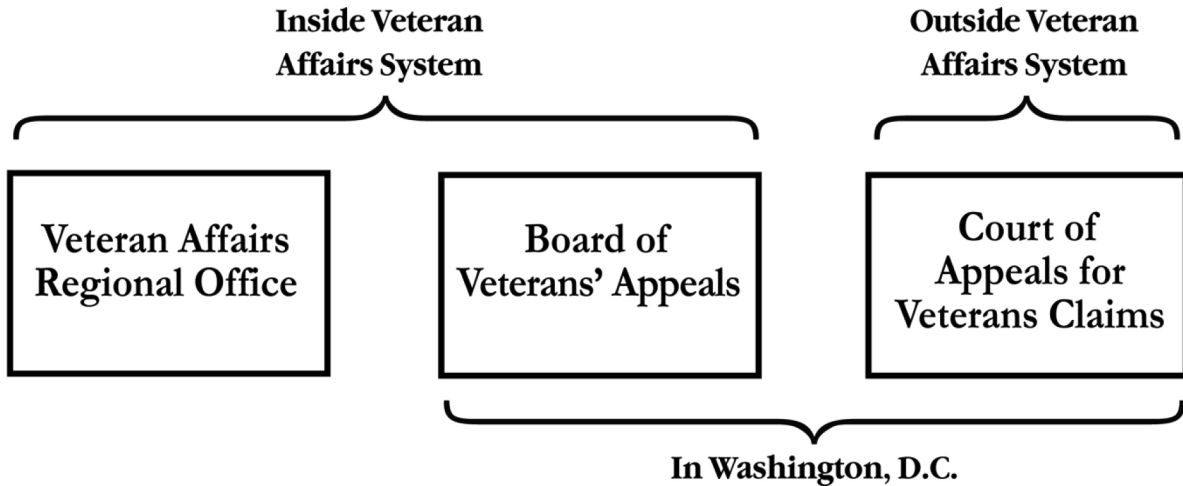 Inside Veteran
Affairs System
Outside Veteran
Affairs System
Veteran Affairs
Regional Office
Board of
Veterans’ Appeals
Court of
Appeals for
Veterans Claims
In Washington, D.C.